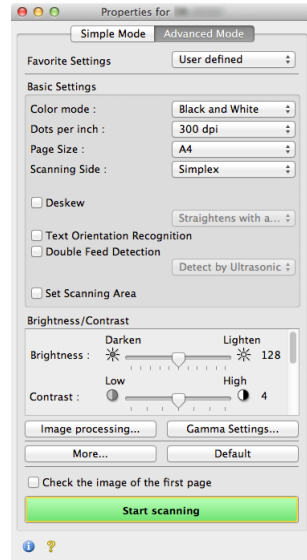 Properties for
Simple Mode Advanced Mode
Favorite Settings User defined
Basic Settings
Color mode : Black and White
Dots per inch : 300 dpi
Page Size : A4
Scanning Side : Simplex
Deskew
Straightens with a...
Text Orientation Recognition
Double Feed Detection
Detect by Ultrasonic
Set Scanning Area
Brightness/Contrast
Darken Lighten
Brightness : 128
Low High
Contrast : 4
Image processing... Gamma Settings...
More... Default
Check the image of the
first page
Start scanning